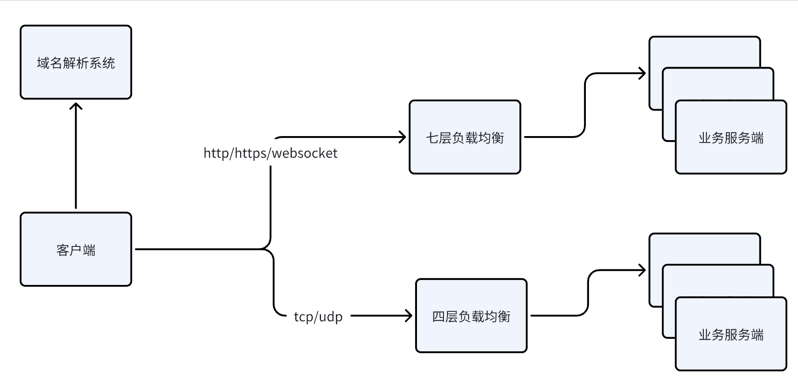 域名解析系统
http/https/websocket
七层负载均衡
业务服务端
客户端
tcp/udp
四层负载均衡
业务服务端